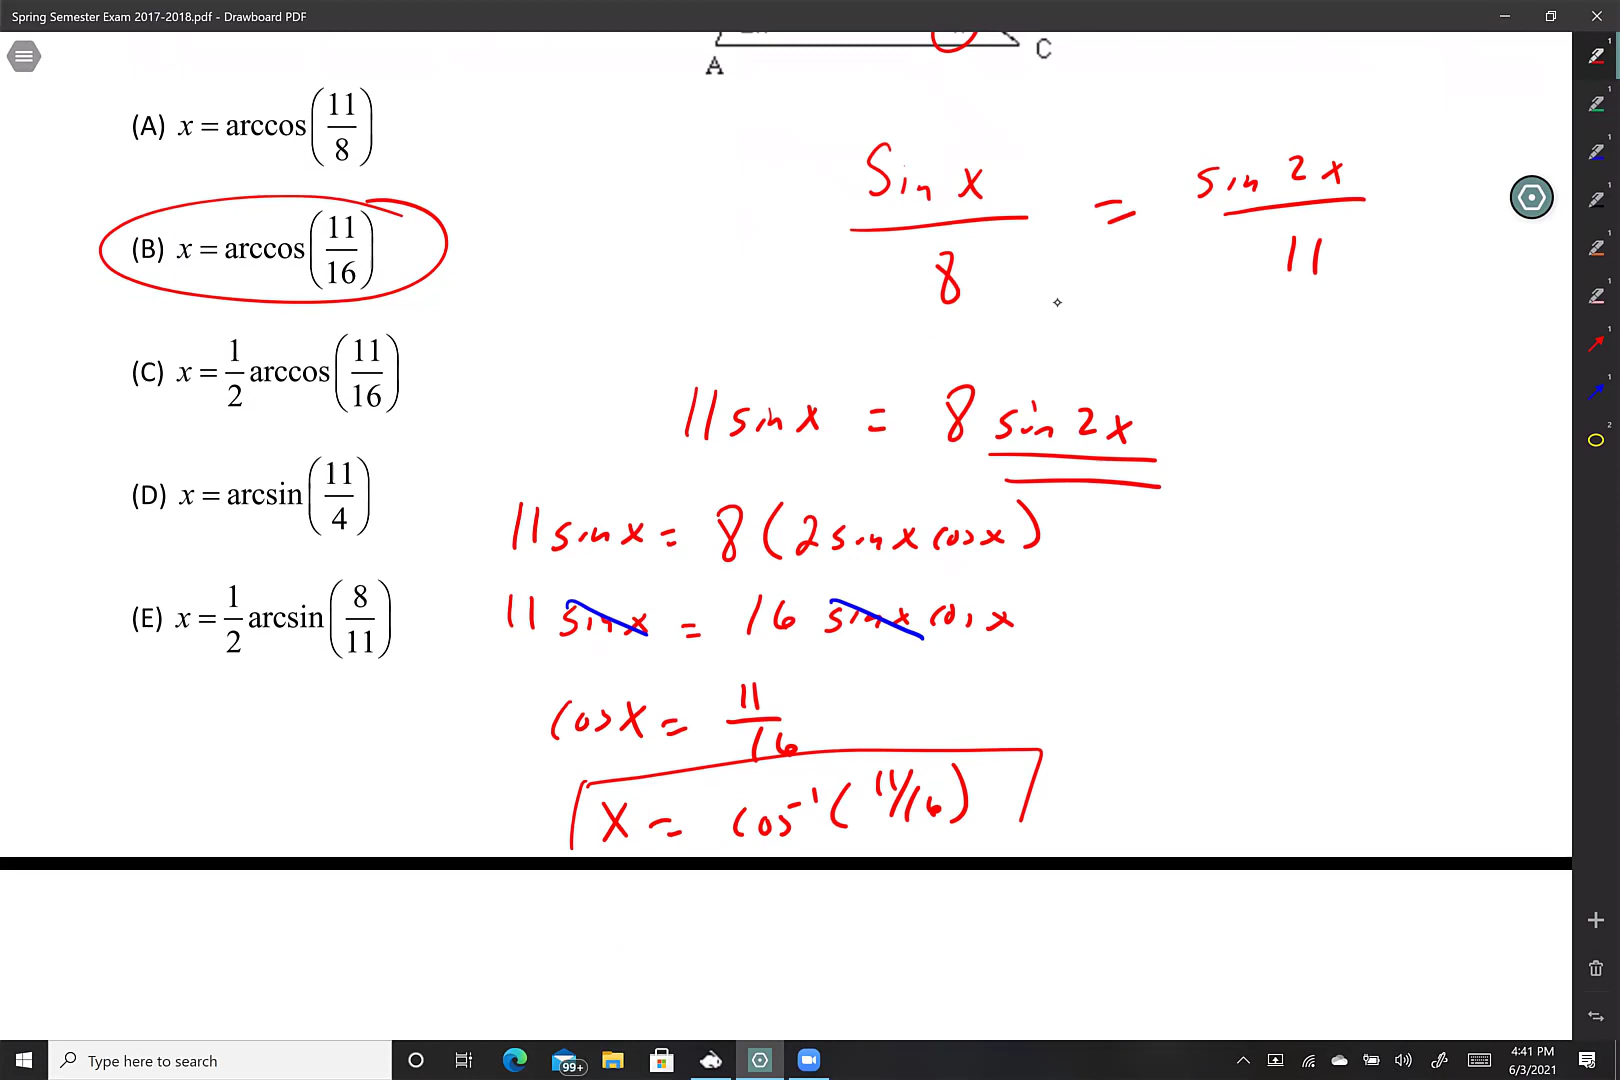 Spring Semester Exam 2017-2018.pdf - Drawboard PDF
A
C
(A) x = arccos(11/8)
(B) x = arccos(11/16)
(C) x = 1/2 arccos(11/16)
(D) x = arcsin(11/4)
(E) x = 1/2 arcsin(8/11)
Sin x / 8 = sin 2x / 11
11 sin x = 8 sin 2x
11 sin x = 8 (2 sin x cos x)
11 sin x = 16 sin x cos x
cos x = 11/16
x = cos⁻¹(11/16)
Type here to search
99+
4:41 PM
6/3/2021